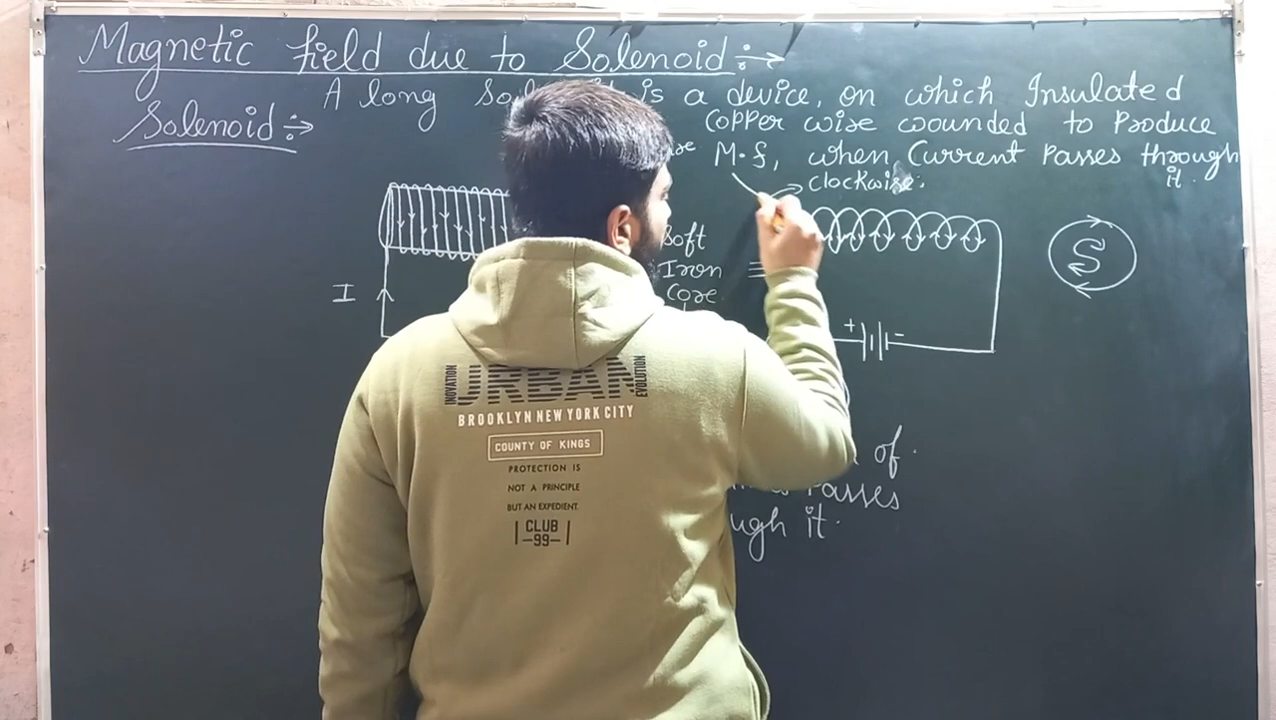 Magnetic field due to Solenoid :→
Solenoid :→ A long is a device, on which Insulated
Copper wise wounded to Produce
M.f, when Current Passes through
it.
clockwise.
Soft
Iron
Core
I
+ -
S
of.
Passes
it.
INOVATION URBAN EVOLUTION
BROOKLYN NEW YORK CITY
COUNTY OF KINGS
PROTECTION IS
NOT A PRINCIPLE
BUT AN EXPEDIENT.
CLUB
-99-